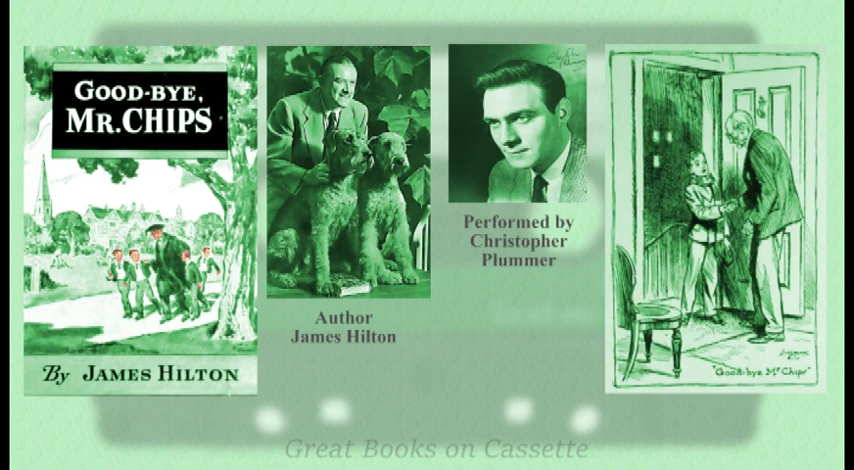 GOOD-BYE,
MR. CHIPS
By JAMES HILTON
Author
James Hilton
Performed by
Christopher
Plummer
"Good-bye Mr Chips"
Great Books on Cassette